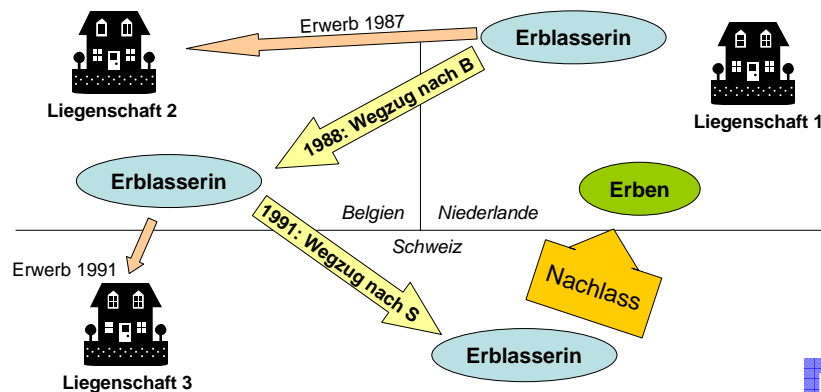 Erwerb 1987
Erblasserin
Liegenschaft 2
Liegenschaft 1
1988: Wegzug nach B
Erblasserin
Erben
Belgien
Niederlande
Schweiz
1991: Wegzug nach S
Erwerb 1991
Nachlass
Erblasserin
Liegenschaft 3